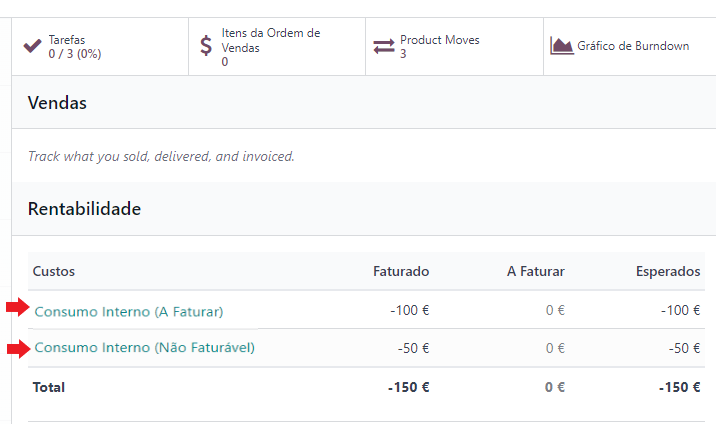 Tarefas
0 / 3 (0%)
Itens da Ordem de
Vendas
0
Product Moves
3
Gráfico de Burndown
Vendas
Track what you sold, delivered, and invoiced.
Rentabilidade
Custos Faturado A Faturar Esperados
Consumo Interno (A Faturar) -100 € 0 € -100 €
Consumo Interno (Não Faturável) -50 € 0 € -50 €
Total -150 € 0 € -150 €